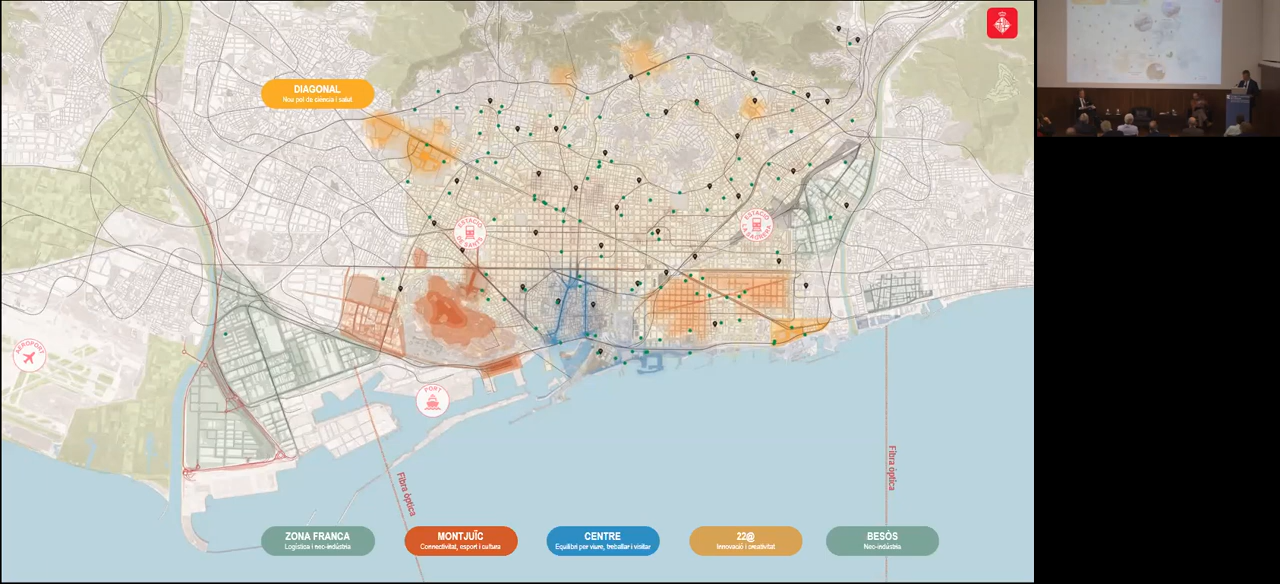 DIAGONAL
Nou pol de ciència i salut
ESTACIÓ
DE SANTS
ESTACIÓ
LA SAGRERA
AEROPORT
PORT
Fibra òptica
Fibra òptica
ZONA FRANCA
Logística i neo-indústria
MONTJUÏC
Connectivitat, esport i cultura
CENTRE
Equilibri per viure, treballar i visitar
22@
Innovació i creativitat
BESÒS
Neo-indústria